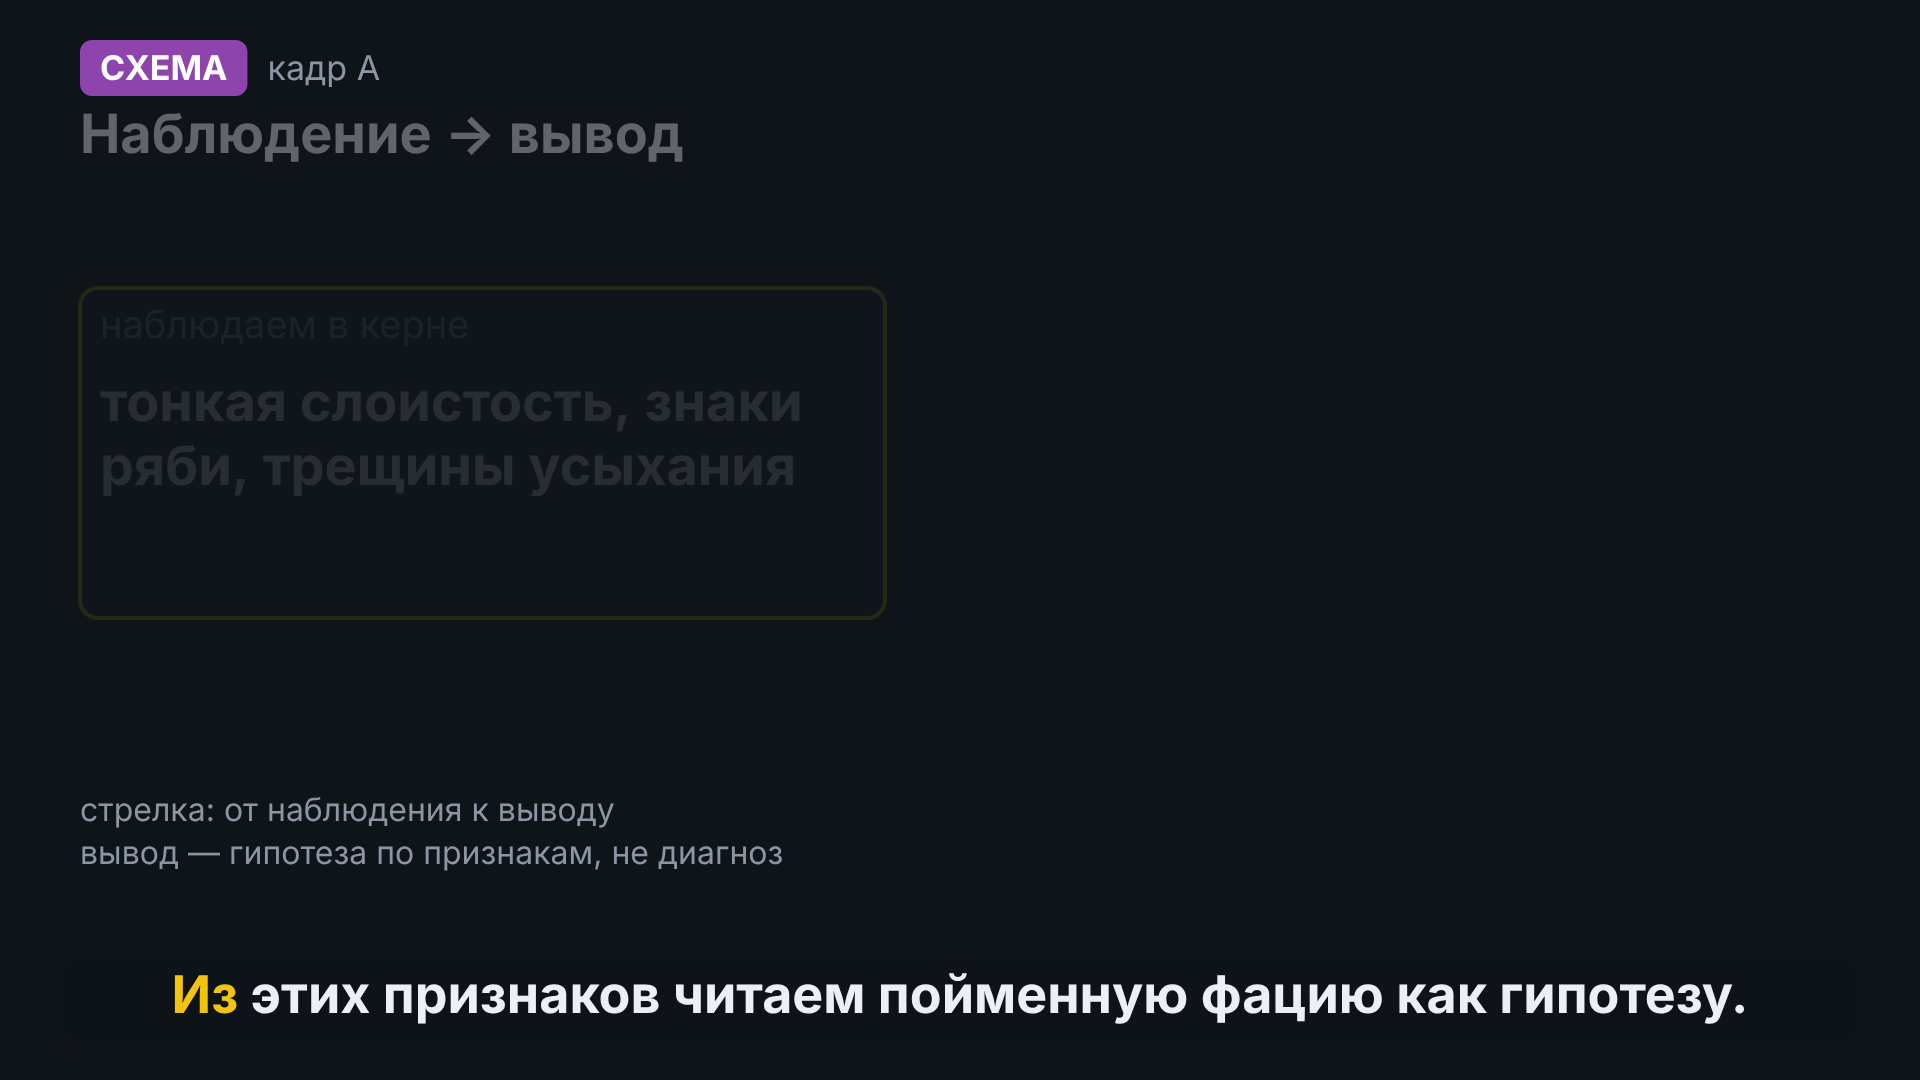 СХЕМА кадр А
Наблюдение → вывод
наблюдаем в керне
тонкая слоистость, знаки
ряби, трещины усыхания
стрелка: от наблюдения к выводу
вывод — гипотеза по признакам, не диагноз
Из этих признаков читаем пойменную фацию как гипотезу.